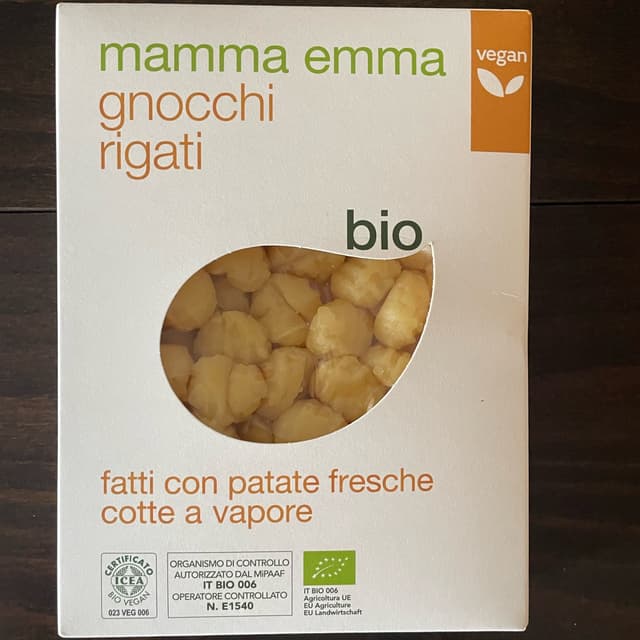 mamma emma
gnocchi
rigati
vegan
bio
fatti con patate fresche
cotte a vapore
CERTIFICATO
ICEA
BIO VEGAN
023 VEG 006
ORGANISMO DI CONTROLLO
AUTORIZZATO DAL MIPAAF
IT BIO 006
OPERATORE CONTROLLATO
N. E1540
IT BIO 006
Agricoltura UE
EU Agriculture
EU Landwirtschaft